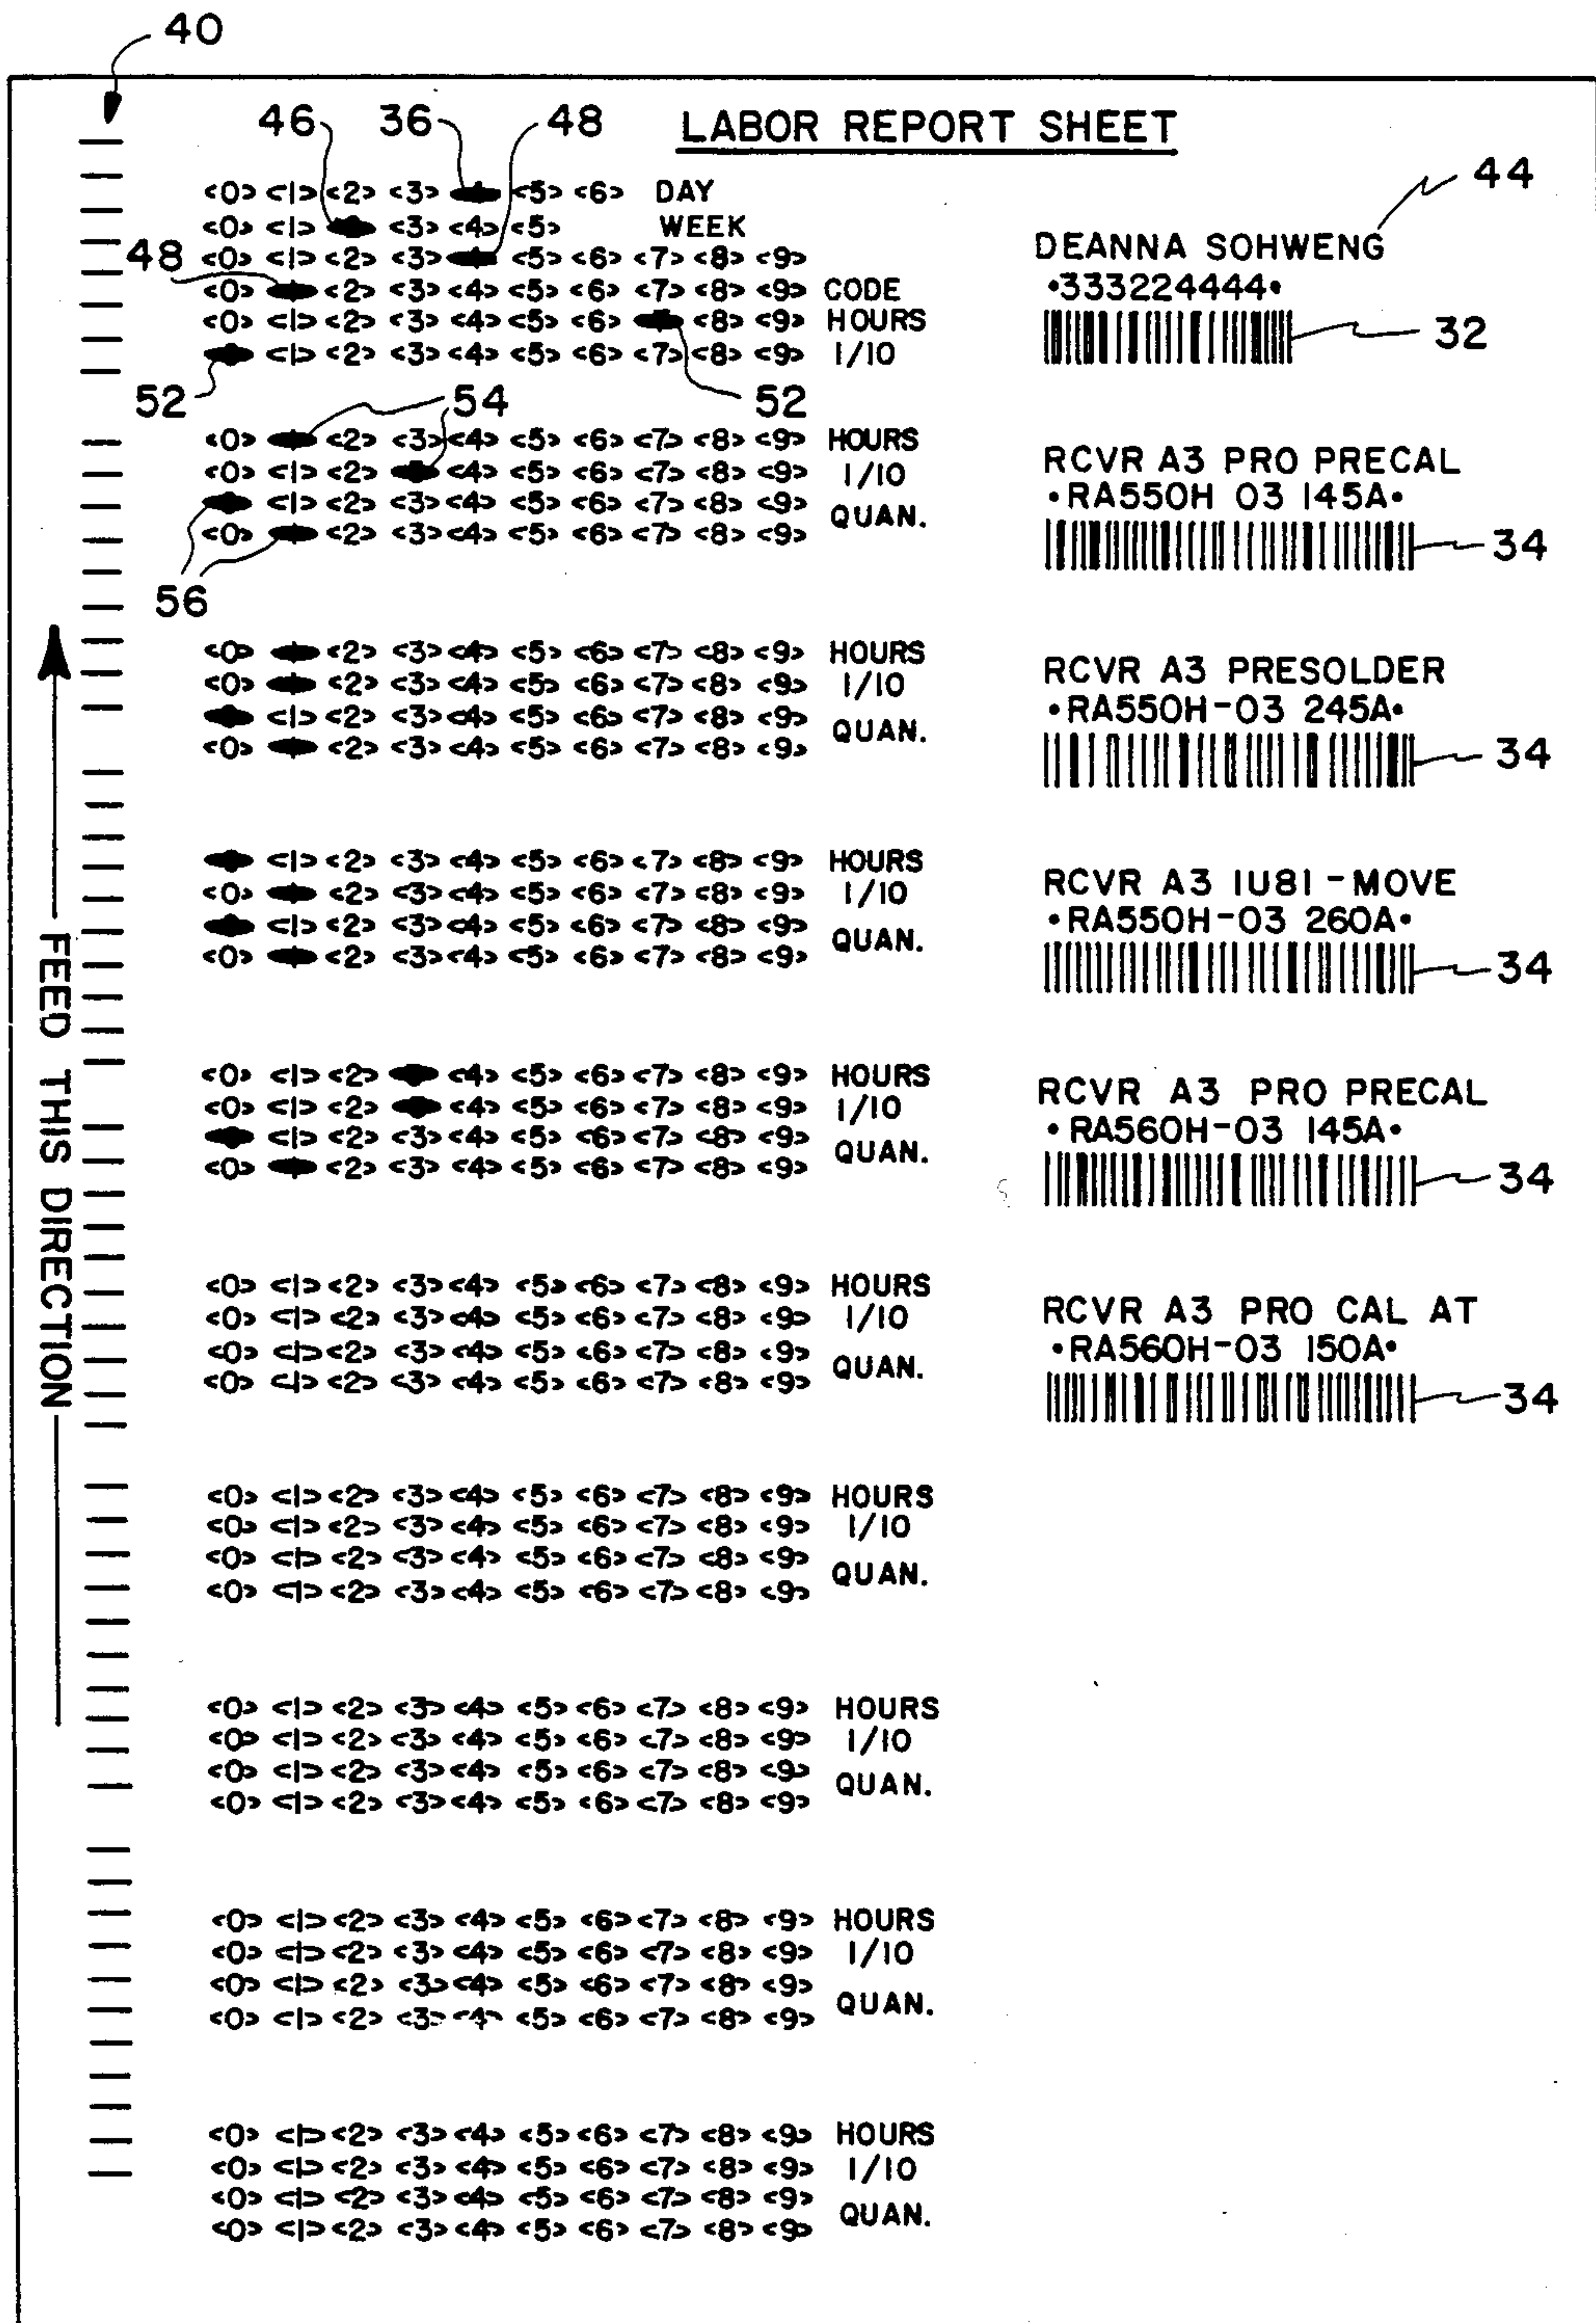 40
46 36 48 LABOR REPORT SHEET
44
<0> <1> <2> <3> <5> <6> DAY
<0> <1> <3> <4> <5> WEEK
DEANNA SOHWENG
48 <0> <1> <2> <3> <5> <6> <7> <8> <9>
<0> <2> <3> <4> <5> <6> <7> <8> <9> CODE
•333224444•
<0> <1> <2> <3> <4> <5> <6> <8> <9> HOURS
32
<1> <2> <3> <4> <5> <6> <7> <8> <9> 1/10
52 54 52
<0> <2> <3> <4> <5> <6> <7> <8> <9> HOURS
RCVR A3 PRO PRECAL
<0> <1> <2> <4> <5> <6> <7> <8> <9> 1/10
•RA550H 03 145A•
<1> <2> <3> <4> <5> <6> <7> <8> <9>
QUAN.
<0> <2> <3> <4> <5> <6> <7> <8> <9>
34
56
<0> <2> <3> <4> <5> <6> <7> <8> <9> HOURS
RCVR A3 PRESOLDER
<0> <2> <3> <4> <5> <6> <7> <8> <9> 1/10
•RA550H-03 245A•
<1> <2> <3> <4> <5> <6> <7> <8> <9>
QUAN.
<0> <2> <3> <4> <5> <6> <7> <8> <9>
34
<1> <2> <3> <4> <5> <6> <7> <8> <9> HOURS
RCVR A3 1U81-MOVE
<0> <2> <3> <4> <5> <6> <7> <8> <9> 1/10
•RA550H-03 260A•
<1> <2> <3> <4> <5> <6> <7> <8> <9>
QUAN.
<0> <2> <3> <4> <5> <6> <7> <8> <9>
34
FEED THIS DIRECTION
<0> <1> <2> <4> <5> <6> <7> <8> <9> HOURS
RCVR A3 PRO PRECAL
<0> <1> <2> <4> <5> <6> <7> <8> <9> 1/10
•RA560H-03 145A•
<1> <2> <3> <4> <5> <6> <7> <8> <9>
QUAN.
<0> <2> <3> <4> <5> <6> <7> <8> <9>
34
<0> <1> <2> <3> <4> <5> <6> <7> <8> <9> HOURS
RCVR A3 PRO CAL AT
<0> <1> <2> <3> <4> <5> <6> <7> <8> <9> 1/10
•RA560H-03 150A•
<0> <1> <2> <3> <4> <5> <6> <7> <8> <9>
QUAN.
<0> <1> <2> <3> <4> <5> <6> <7> <8> <9>
34
<0> <1> <2> <3> <4> <5> <6> <7> <8> <9> HOURS
<0> <1> <2> <3> <4> <5> <6> <7> <8> <9> 1/10
<0> <1> <2> <3> <4> <5> <6> <7> <8> <9>
QUAN.
<0> <1> <2> <3> <4> <5> <6> <7> <8> <9>
<0> <1> <2> <3> <4> <5> <6> <7> <8> <9> HOURS
<0> <1> <2> <3> <4> <5> <6> <7> <8> <9> 1/10
<0> <1> <2> <3> <4> <5> <6> <7> <8> <9>
QUAN.
<0> <1> <2> <3> <4> <5> <6> <7> <8> <9>
<0> <1> <2> <3> <4> <5> <6> <7> <8> <9> HOURS
<0> <1> <2> <3> <4> <5> <6> <7> <8> <9> 1/10
<0> <1> <2> <3> <4> <5> <6> <7> <8> <9>
QUAN.
<0> <1> <2> <3> <4> <5> <6> <7> <8> <9>
<0> <1> <2> <3> <4> <5> <6> <7> <8> <9> HOURS
<0> <1> <2> <3> <4> <5> <6> <7> <8> <9> 1/10
<0> <1> <2> <3> <4> <5> <6> <7> <8> <9>
QUAN.
<0> <1> <2> <3> <4> <5> <6> <7> <8> <9>